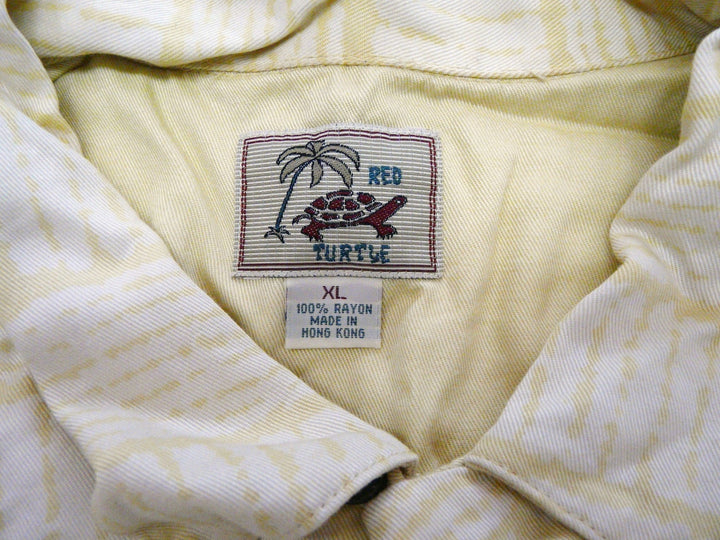 RED
TURTLE
XL
100% RAYON
MADE IN
HONG KONG